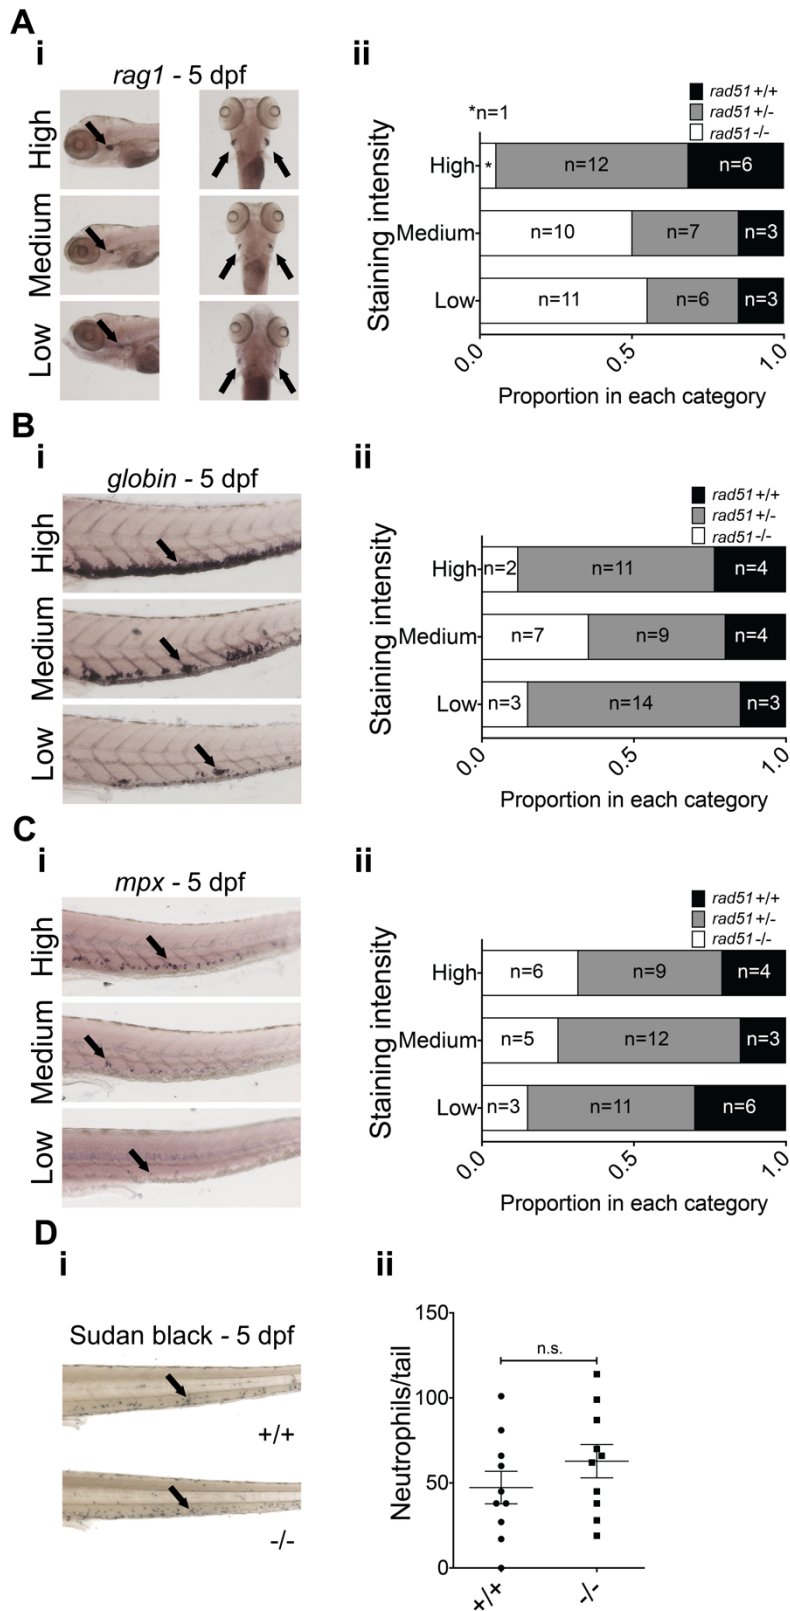 A
i
rag1 - 5 dpf
High
Medium
Low
ii
rad51 +/+
rad51 +/-
rad51 -/-
*n=1
Staining intensity
High
*
n=12
n=6
Medium
n=10
n=7
n=3
Low
n=11
n=6
n=3
0.0
0.5
1.0
Proportion in each category
B
i
globin - 5 dpf
High
Medium
Low
ii
rad51 +/+
rad51 +/-
rad51 -/-
Staining intensity
High
n=2
n=11
n=4
Medium
n=7
n=9
n=4
Low
n=3
n=14
n=3
0.0
0.5
1.0
Proportion in each category
C
i
mpx - 5 dpf
High
Medium
Low
ii
rad51 +/+
rad51 +/-
rad51 -/-
Staining intensity
High
n=6
n=9
n=4
Medium
n=5
n=12
n=3
Low
n=3
n=11
n=6
0.0
0.5
1.0
Proportion in each category
D
i
Sudan black - 5 dpf
+/+
-/-
ii
Neutrophils/tail
150
100
50
0
n.s.
+/+
-/-